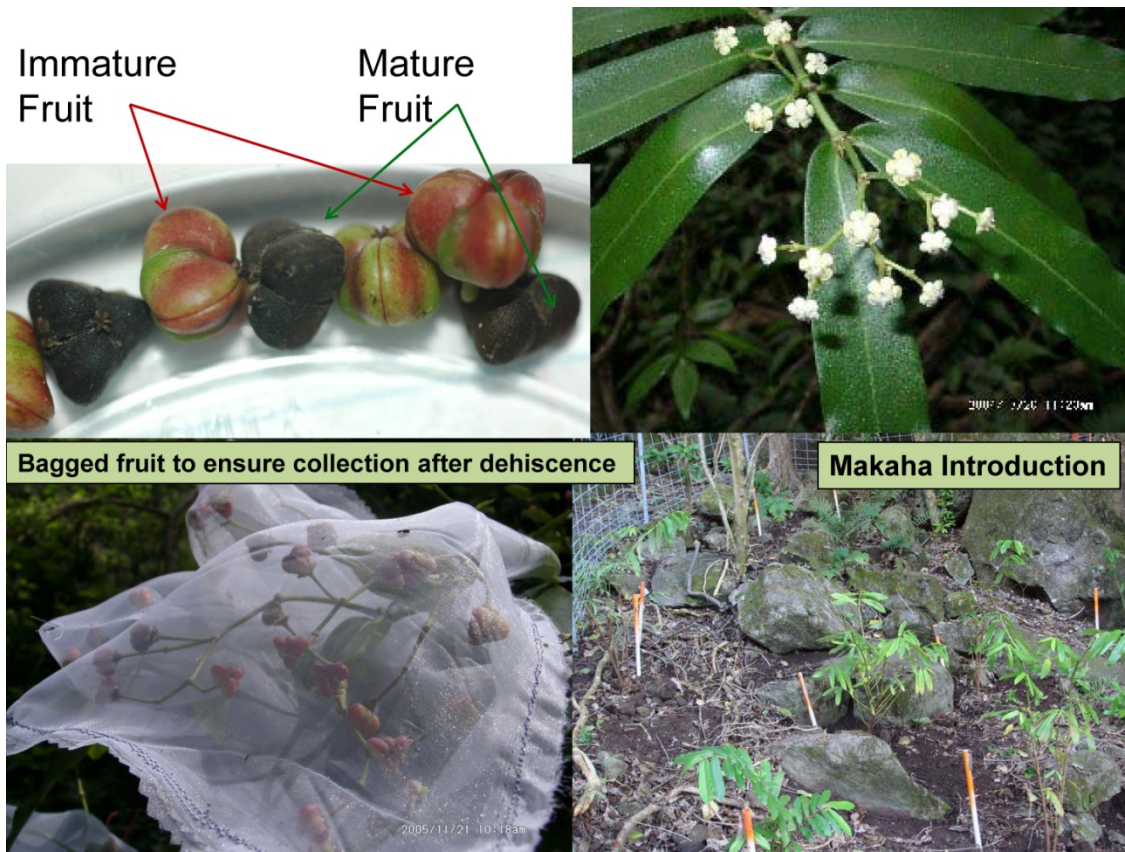 Immature
Fruit
Mature
Fruit
Bagged fruit to ensure collection after dehiscence
Makaha Introduction
2005/11/21 10:18am